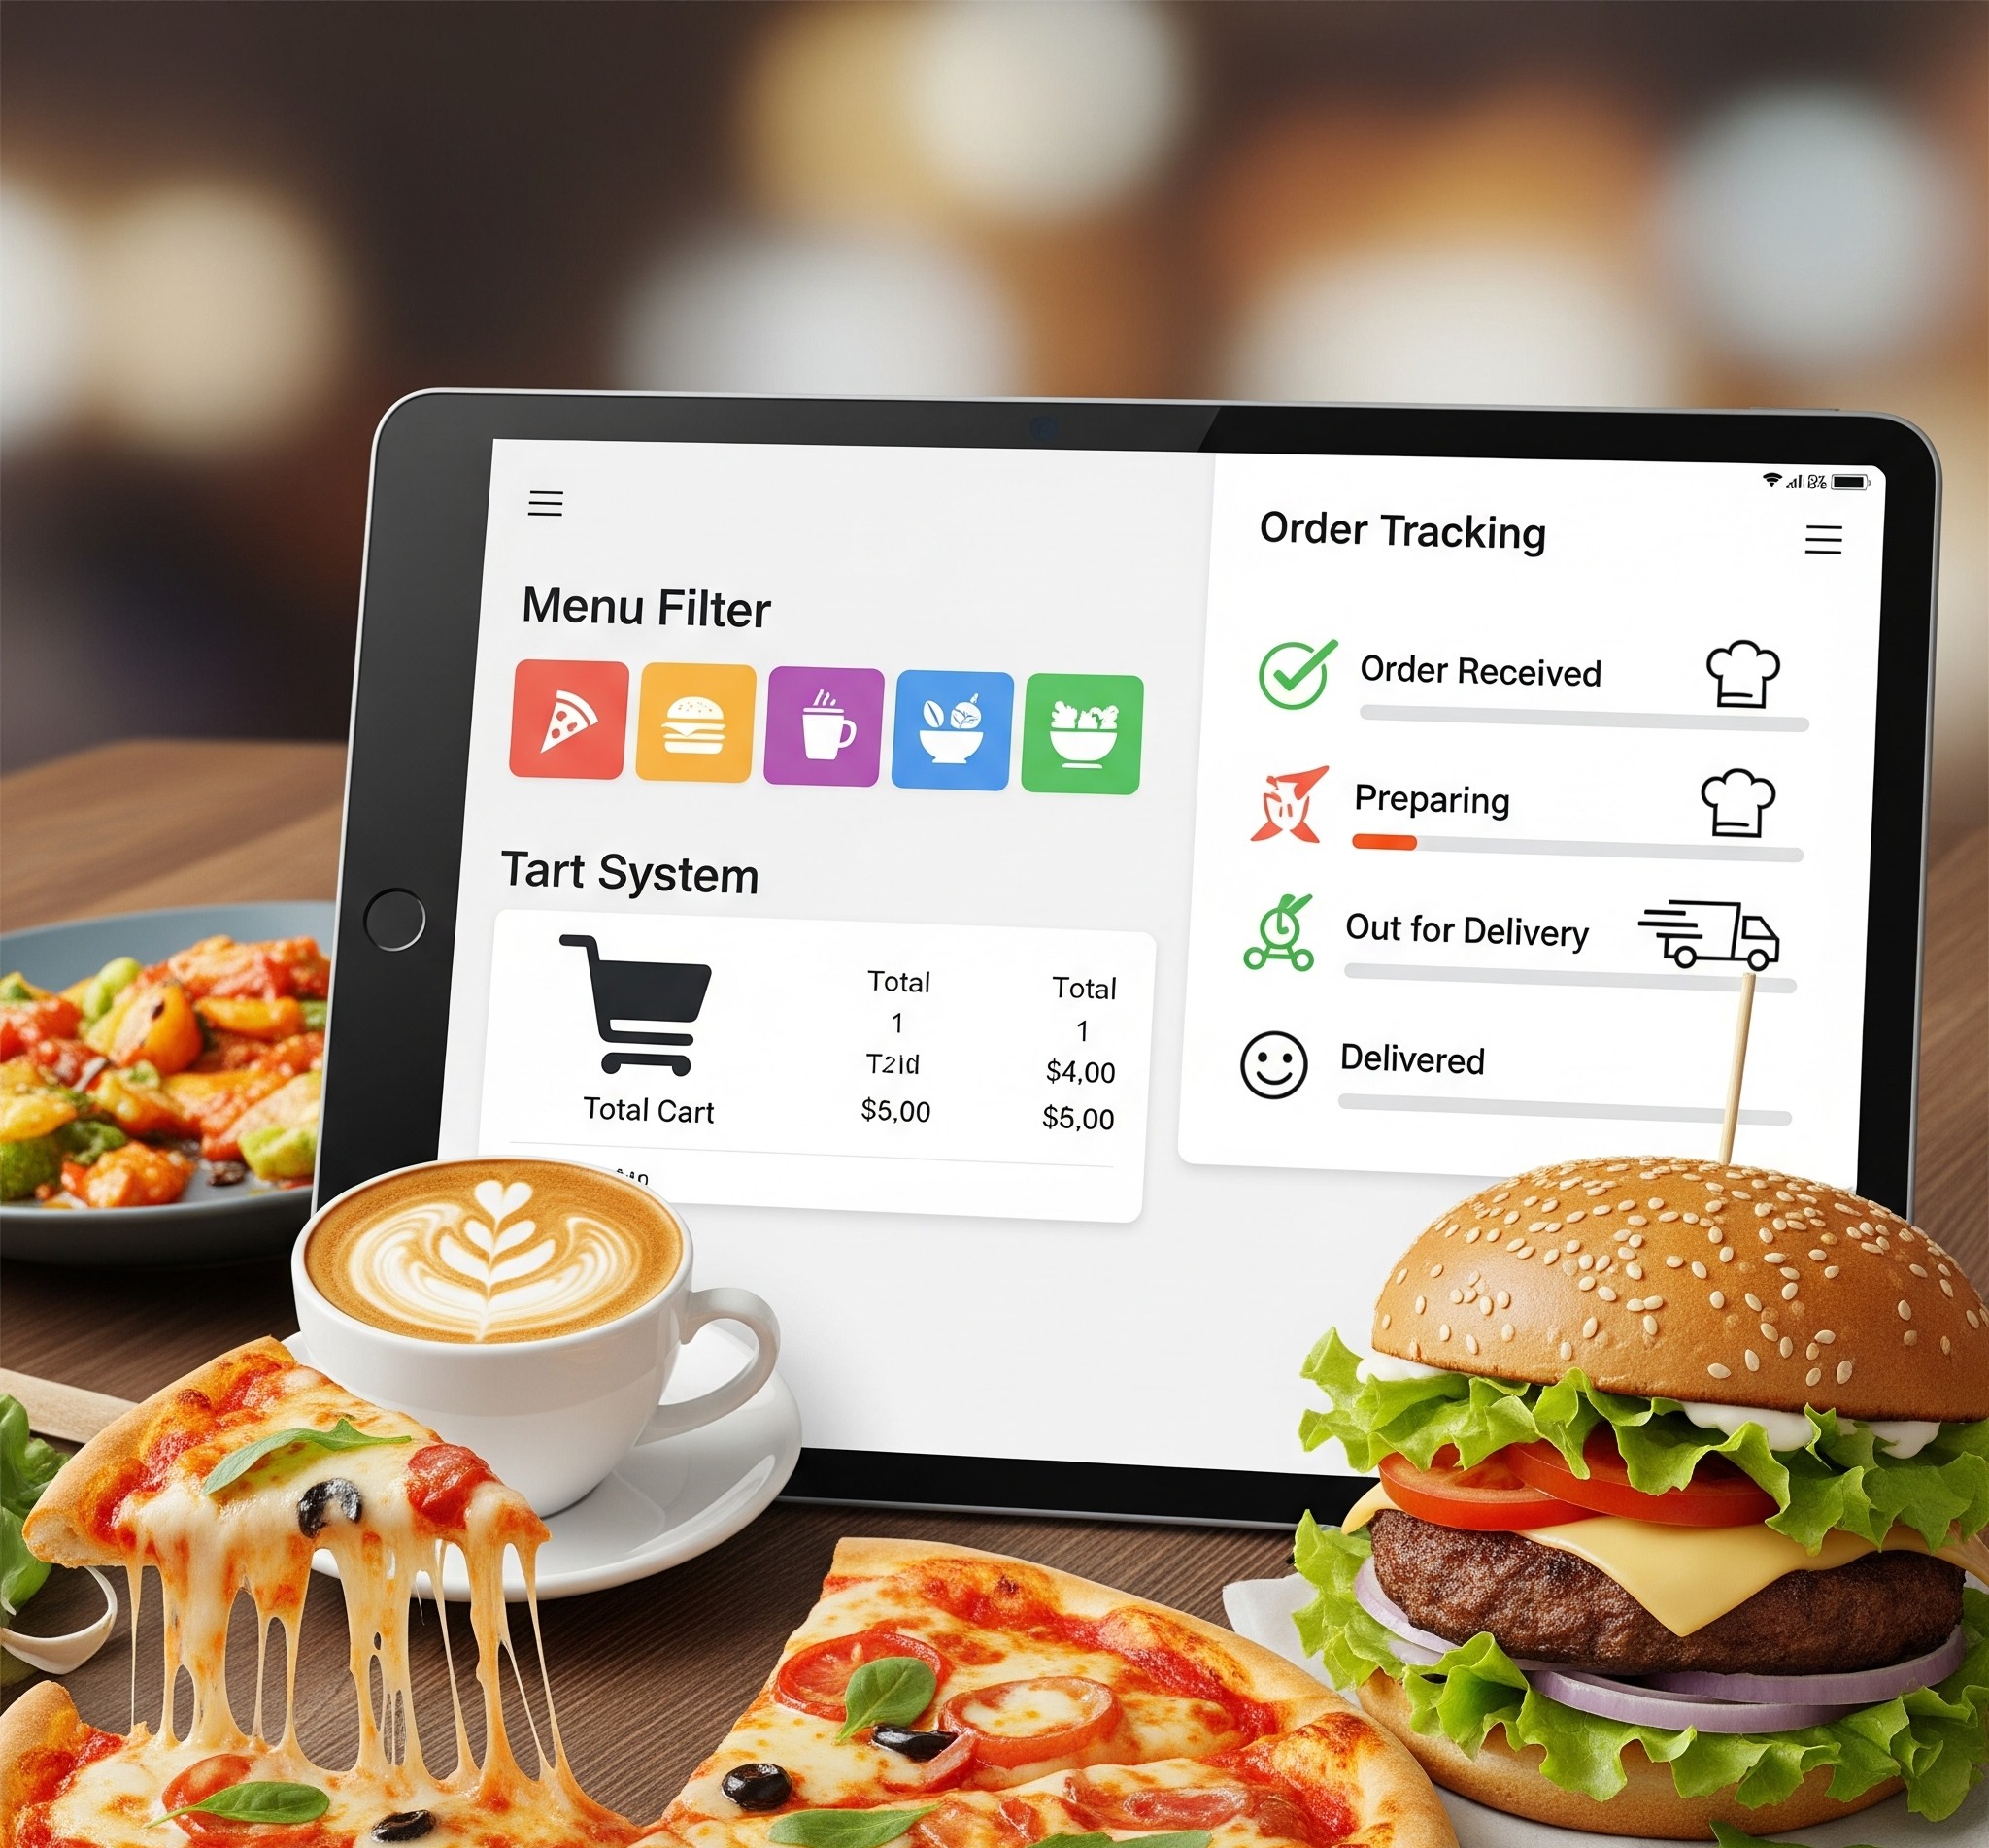 Menu Filter
Tart System
Total Total
1 1
T2ld $4,00
Total Cart $5,00 $5,00
Order Tracking
Order Received
Preparing
Out for Delivery
Delivered